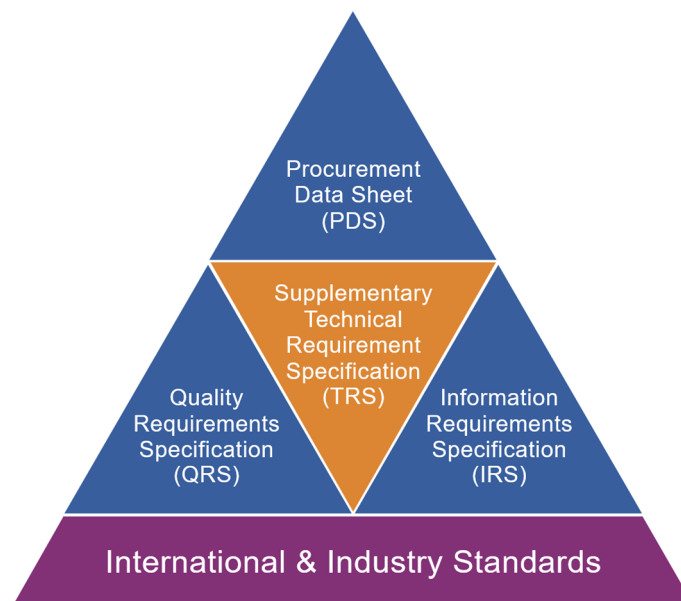 Procurement
Data Sheet
(PDS)
Supplementary
Technical
Requirement
Specification
(TRS)
Quality
Requirements
Specification
(QRS)
Information
Requirements
Specification
(IRS)
International & Industry Standards